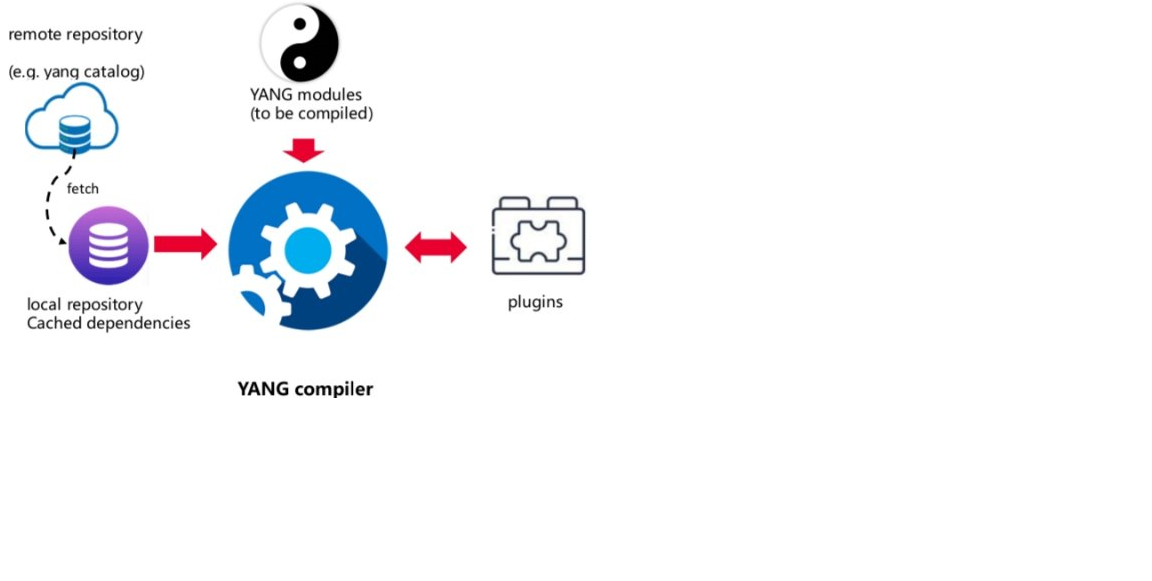 remote repository
(e.g. yang catalog)
YANG modules
(to be compiled)
fetch
local repository
Cached dependencies
plugins
YANG compiler